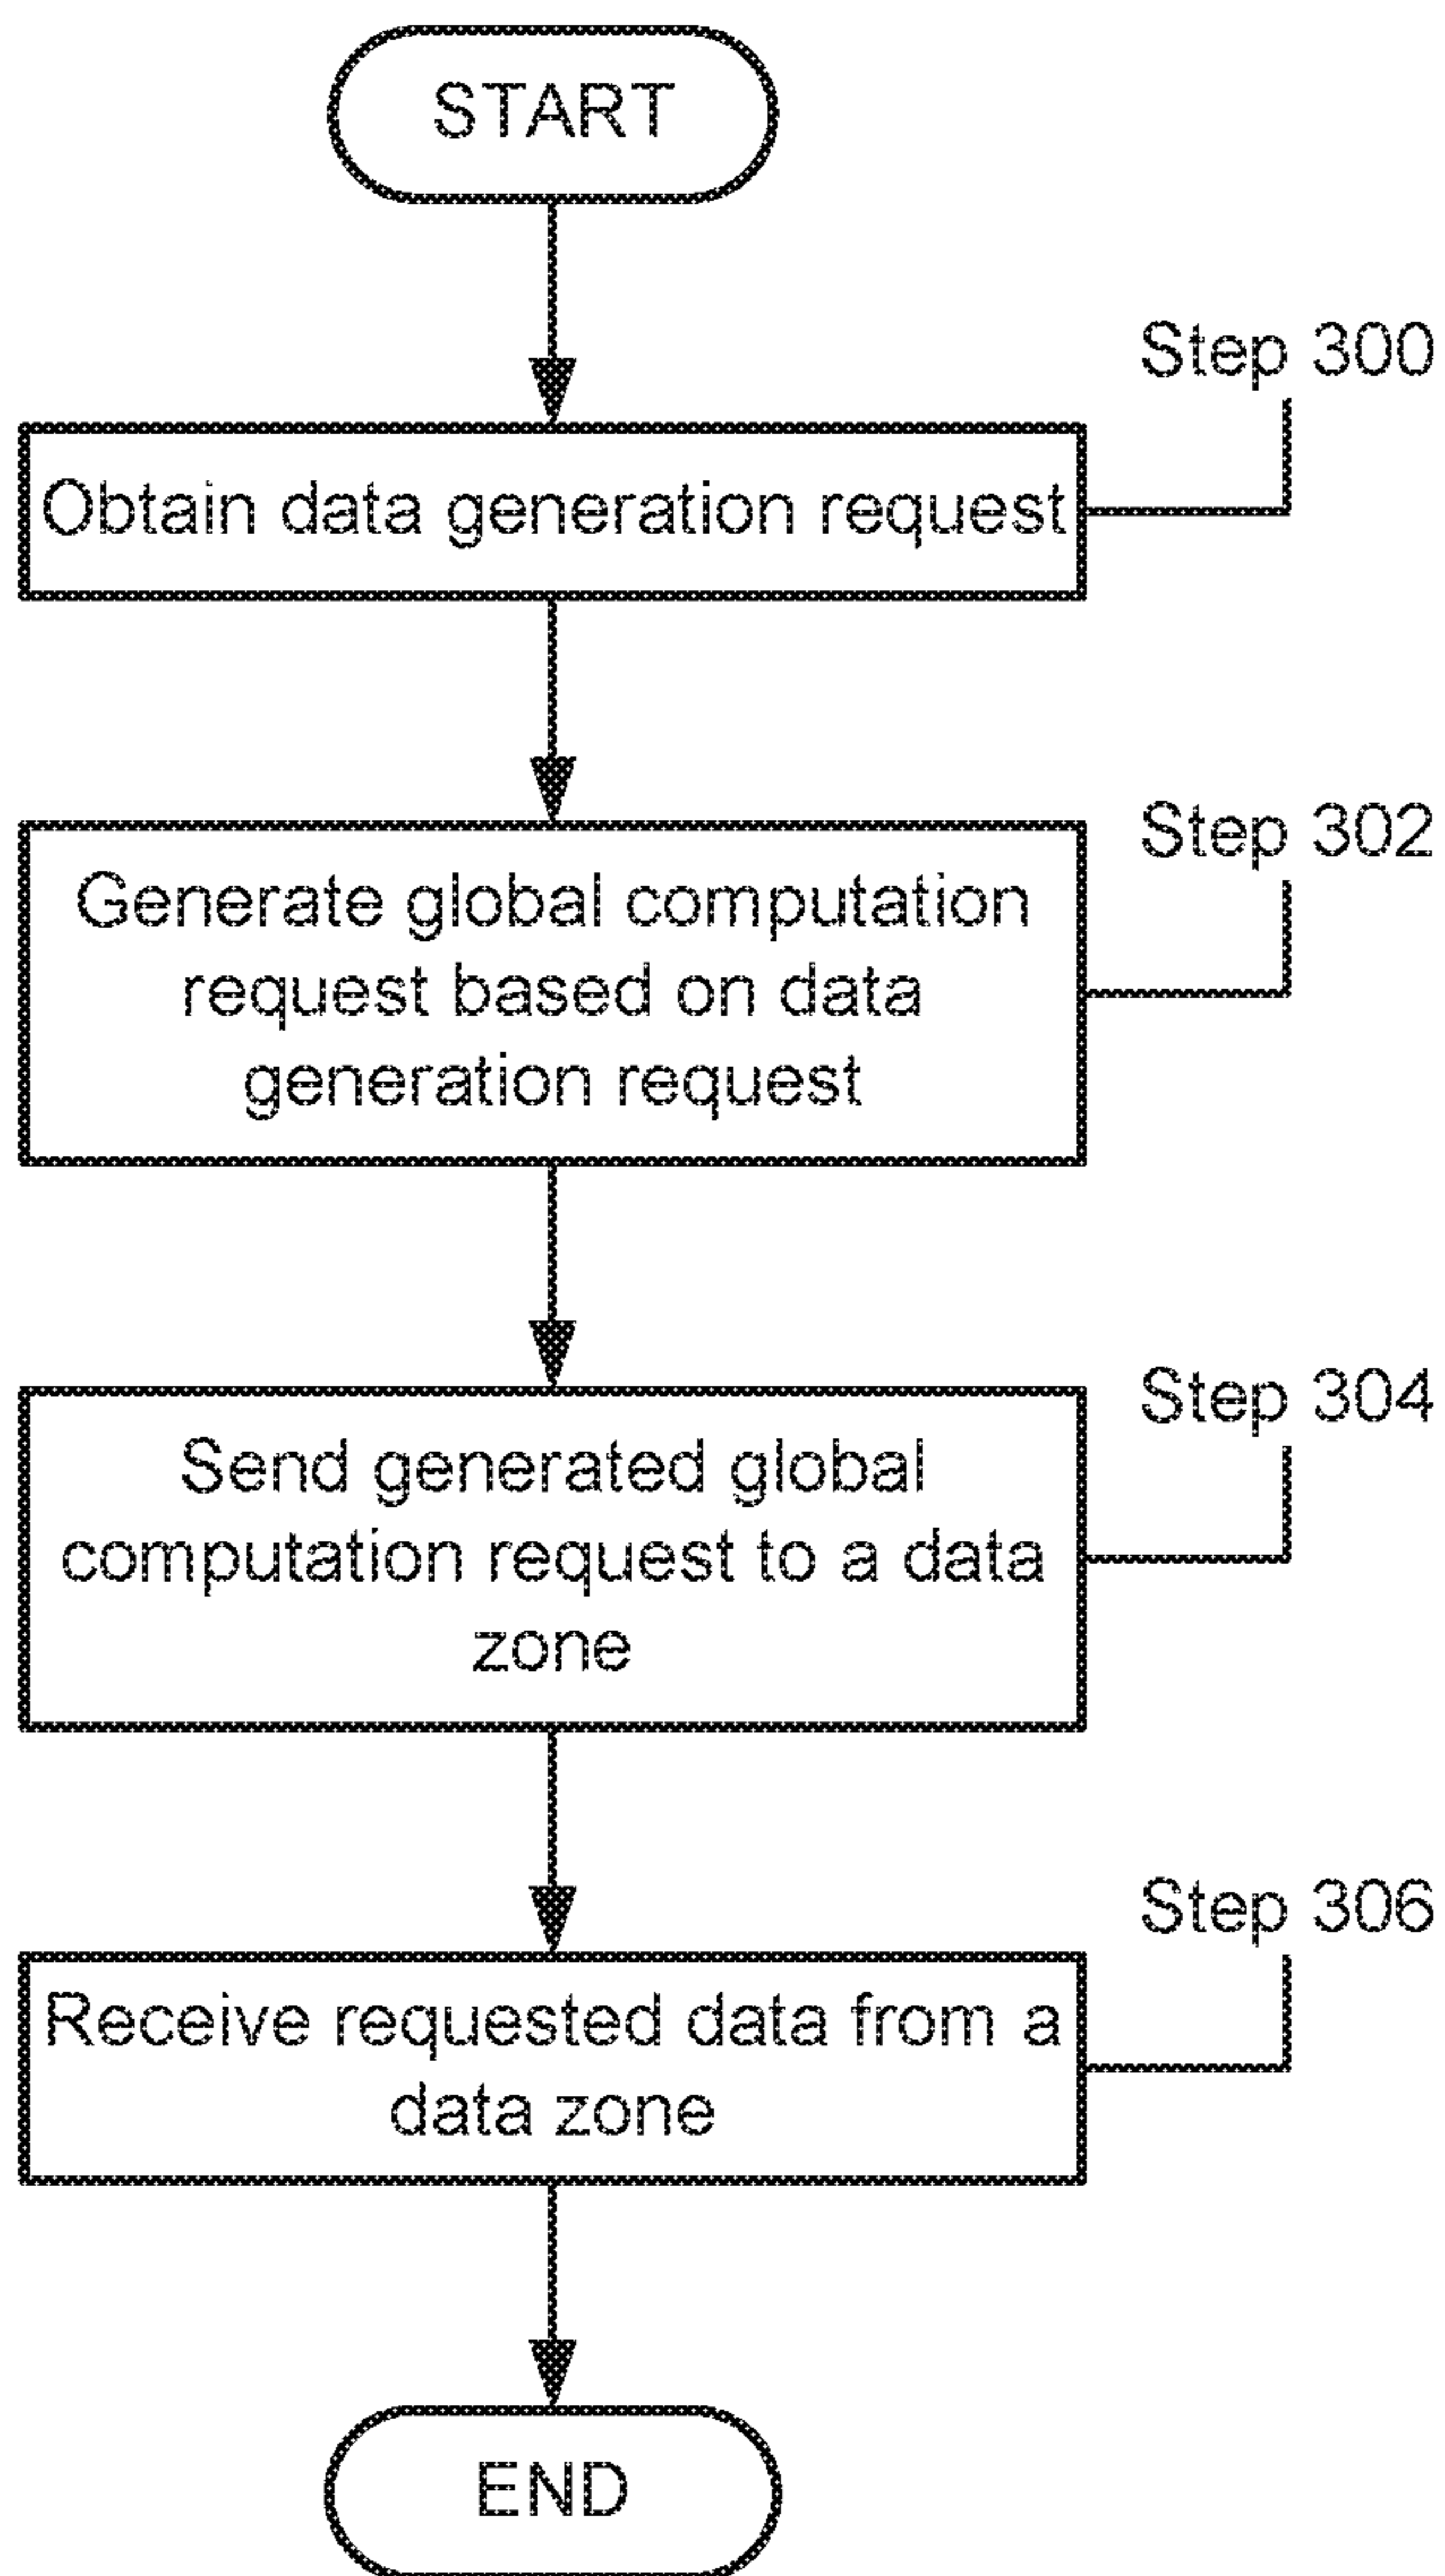 START
Step 300
Obtain data generation request
Step 302
Generate global computation
request based on data
generation request
Step 304
Send generated global
computation request to a data
zone
Step 306
Receive requested data from a
data zone
END